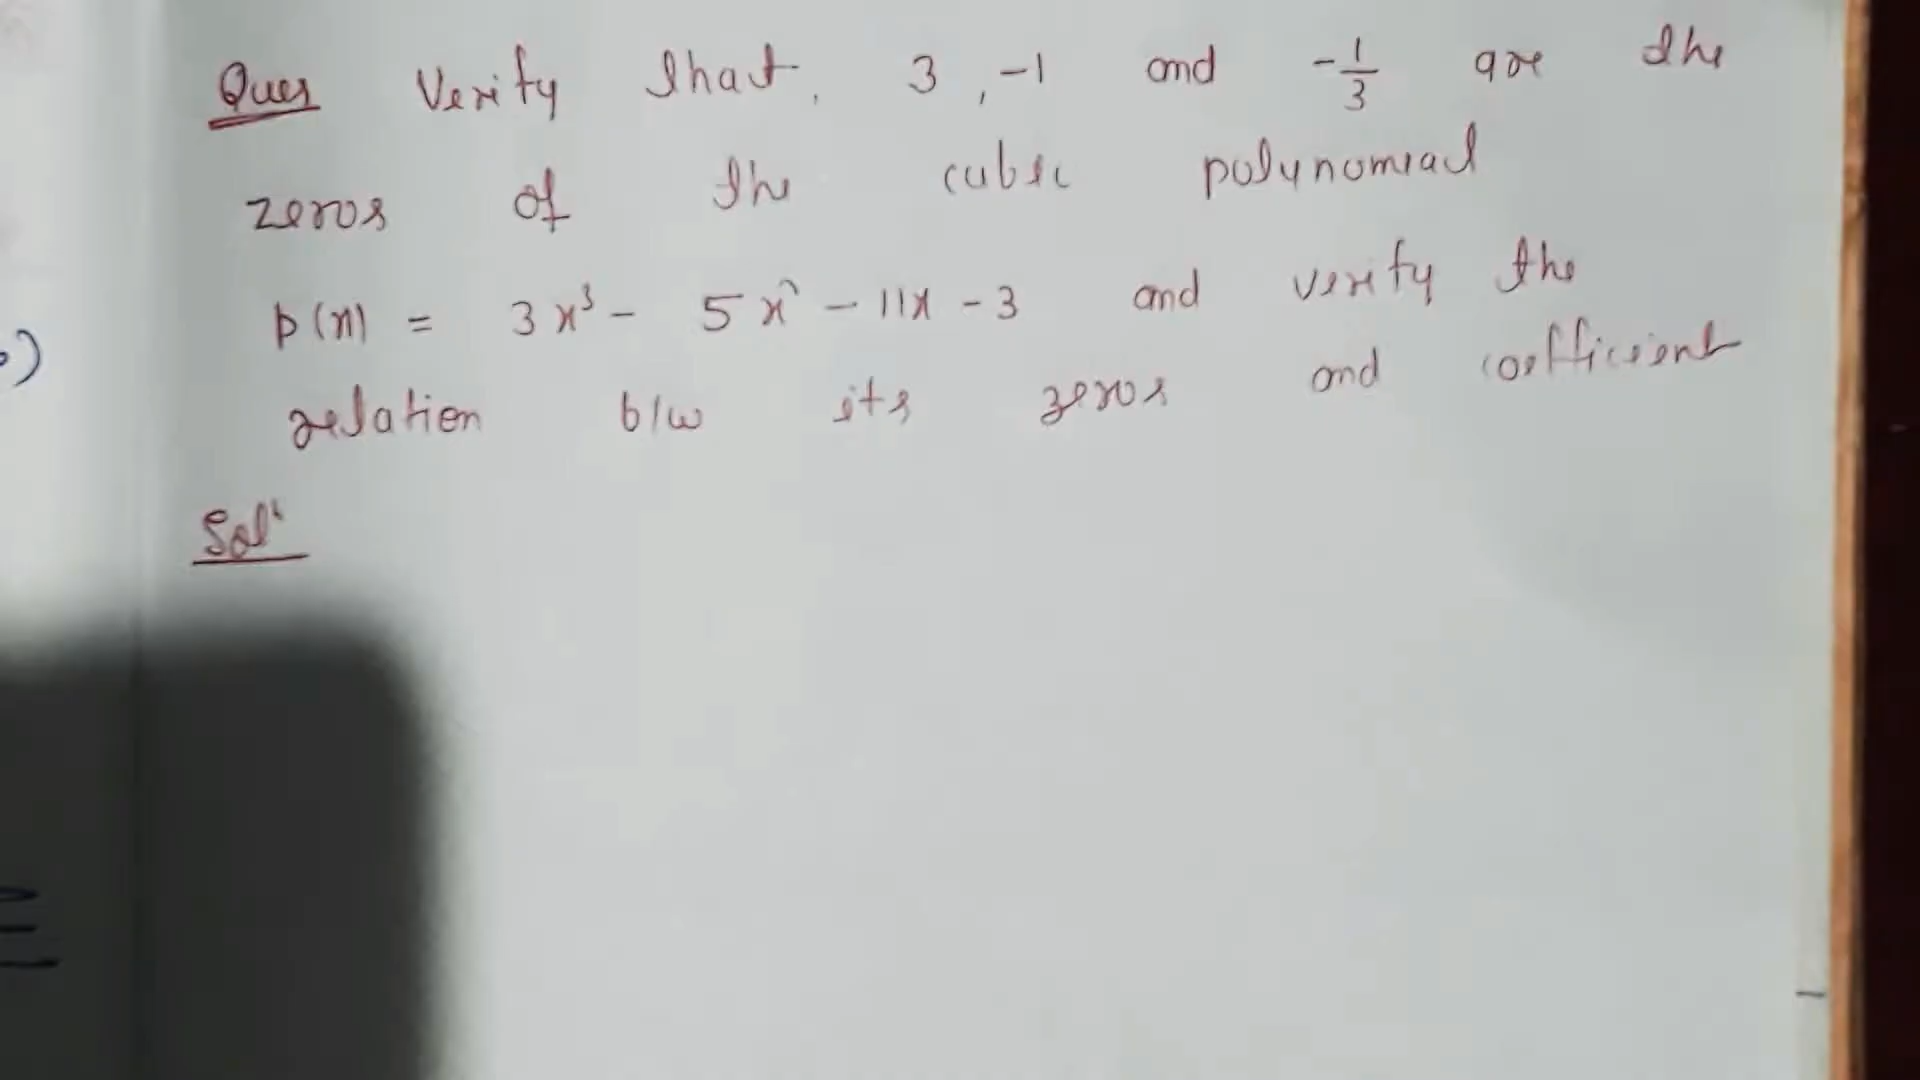 Ques Verify that, 3, -1 and -1/3 are the
zeros of the cubic polynomial
p(x) = 3x³ - 5x² - 11x - 3 and verify the
relation b/w its zeros and coefficient
Sol: